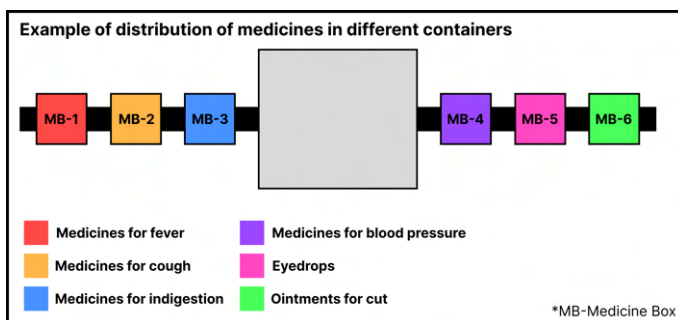 Example of distribution of medicines in different containers
MB-1 MB-2 MB-3 MB-4 MB-5 MB-6
Medicines for fever
Medicines for cough
Medicines for indigestion
Medicines for blood pressure
Eyedrops
Ointments for cut
*MB-Medicine Box